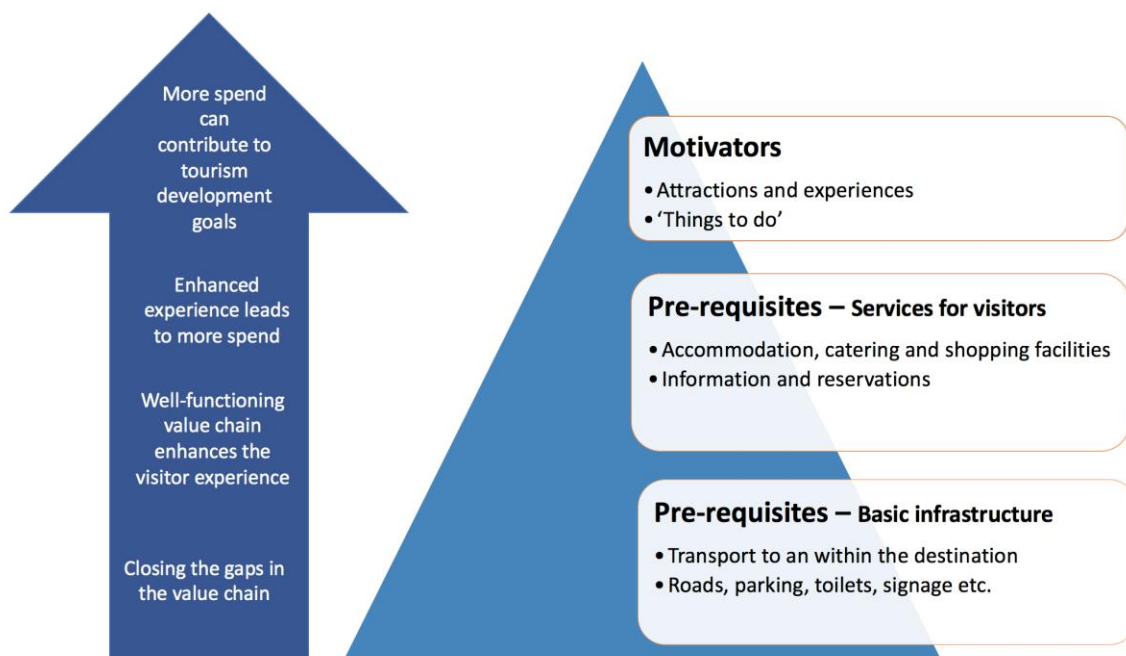 More spend
can
contribute to
tourism
development
goals
Enhanced
experience leads
to more spend
Well-functioning
value chain
enhances the
visitor experience
Closing the gaps in
the value chain
Motivators
• Attractions and experiences
• ‘Things to do’
Pre-requisites – Services for visitors
• Accommodation, catering and shopping facilities
• Information and reservations
Pre-requisites – Basic infrastructure
• Transport to an within the destination
• Roads, parking, toilets, signage etc.